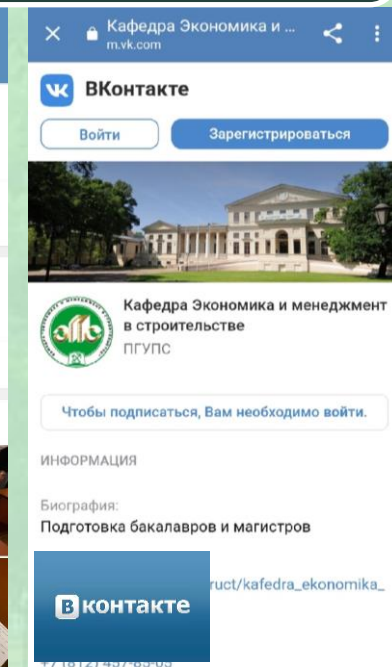 Кафедра Экономика и ...
m.vk.com
ВКонтакте
Войти
Зарегистрироваться
Кафедра Экономика и менеджмент
в строительстве
ПГУПС
Чтобы подписаться, Вам необходимо войти.
ИНФОРМАЦИЯ
Биография:
Подготовка бакалавров и магистров
ruct/kafedra_ekonomika_
В контакте